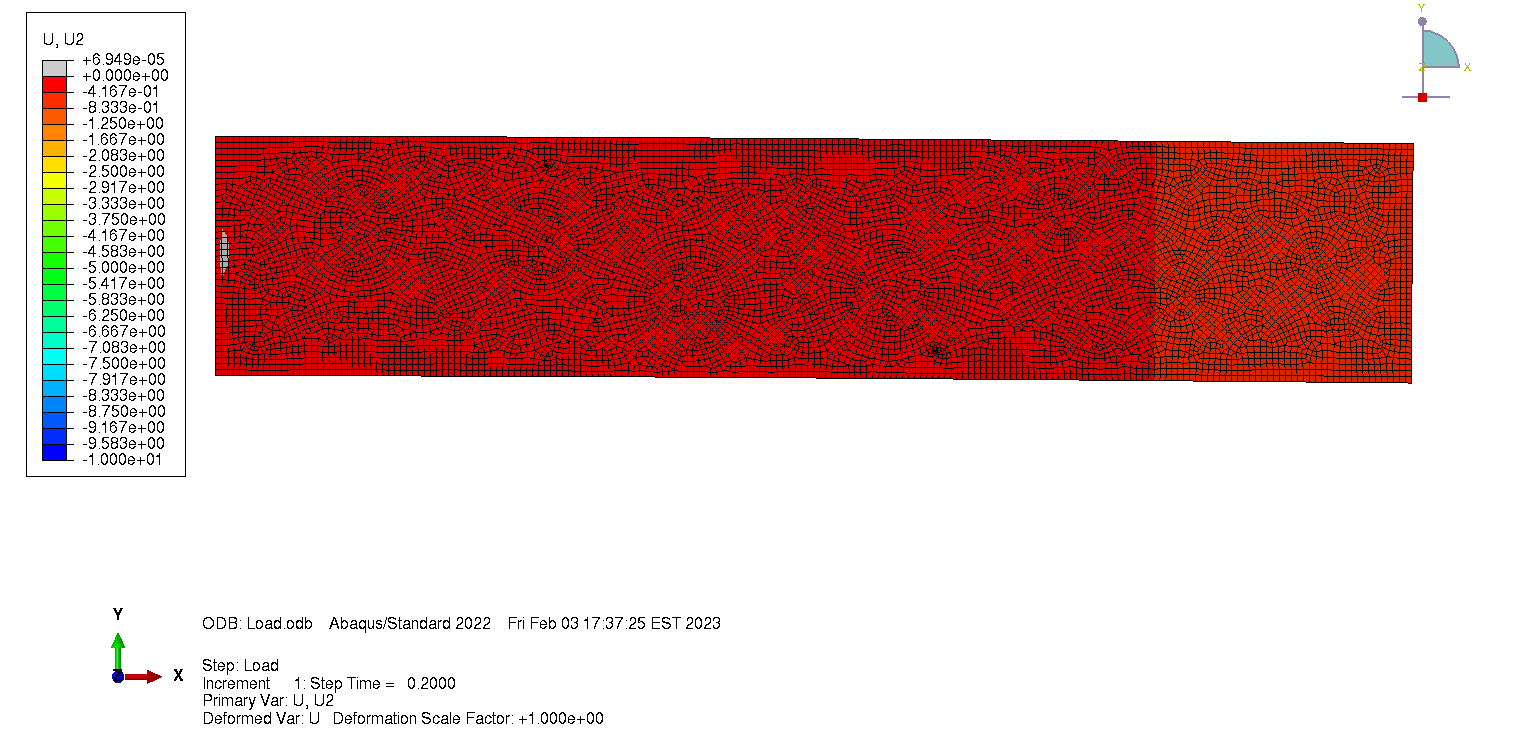 U, U2
+6.949e-05
+0.000e+00
-4.167e-01
-8.333e-01
-1.250e+00
-1.667e+00
-2.083e+00
-2.500e+00
-2.917e+00
-3.333e+00
-3.750e+00
-4.167e+00
-4.583e+00
-5.000e+00
-5.417e+00
-5.833e+00
-6.250e+00
-6.667e+00
-7.083e+00
-7.500e+00
-7.917e+00
-8.333e+00
-8.750e+00
-9.167e+00
-9.583e+00
-1.000e+01
Y
Z X
Y
Z X
ODB: Load.odb Abaqus/Standard 2022 Fri Feb 03 17:37:25 EST 2023
Step: Load
Increment 1: Step Time = 0.2000
Primary Var: U, U2
Deformed Var: U Deformation Scale Factor: +1.000e+00